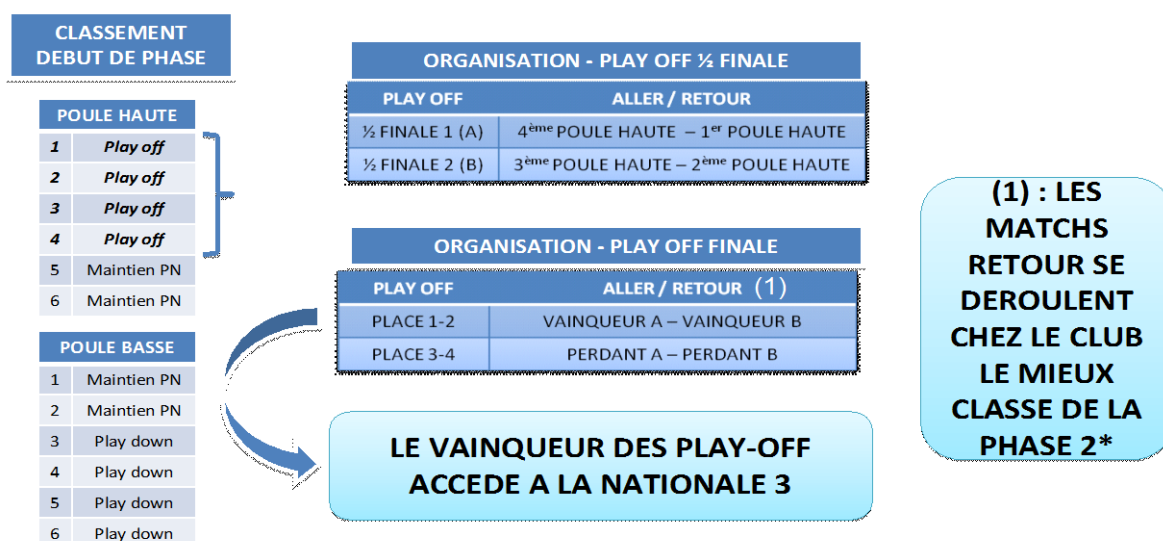 CLASSEMENT
DEBUT DE PHASE
POULE HAUTE
1 Play off
2 Play off
3 Play off
4 Play off
5 Maintien PN
6 Maintien PN
POULE BASSE
1 Maintien PN
2 Maintien PN
3 Play down
4 Play down
5 Play down
6 Play down
ORGANISATION - PLAY OFF ½ FINALE
PLAY OFF ALLER / RETOUR
½ FINALE 1 (A) 4ème POULE HAUTE – 1er POULE HAUTE
½ FINALE 2 (B) 3ème POULE HAUTE – 2ème POULE HAUTE
ORGANISATION - PLAY OFF FINALE
PLAY OFF ALLER / RETOUR (1)
PLACE 1-2 VAINQUEUR A – VAINQUEUR B
PLACE 3-4 PERDANT A – PERDANT B
LE VAINQUEUR DES PLAY-OFF
ACCEDE A LA NATIONALE 3
(1) : LES
MATCHS
RETOUR SE
DEROULENT
CHEZ LE CLUB
LE MIEUX
CLASSE DE LA
PHASE 2*